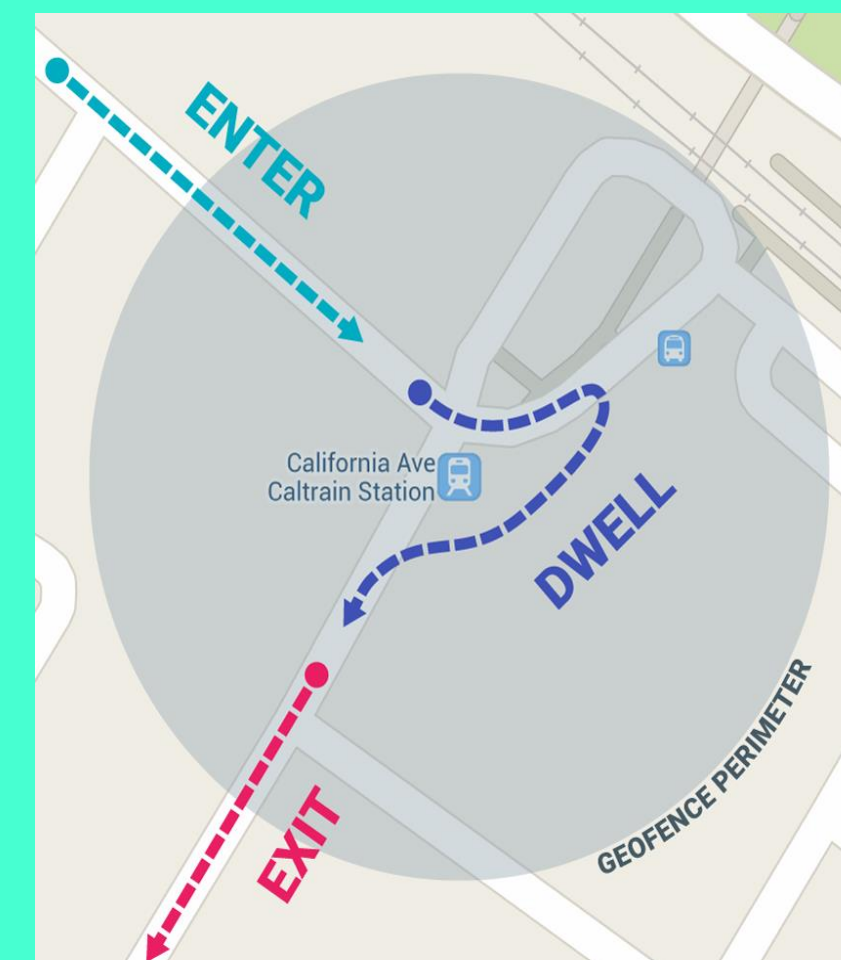 ENTER
California Ave
Caltrain Station
DWELL
EXIT
GEOFENCE PERIMETER